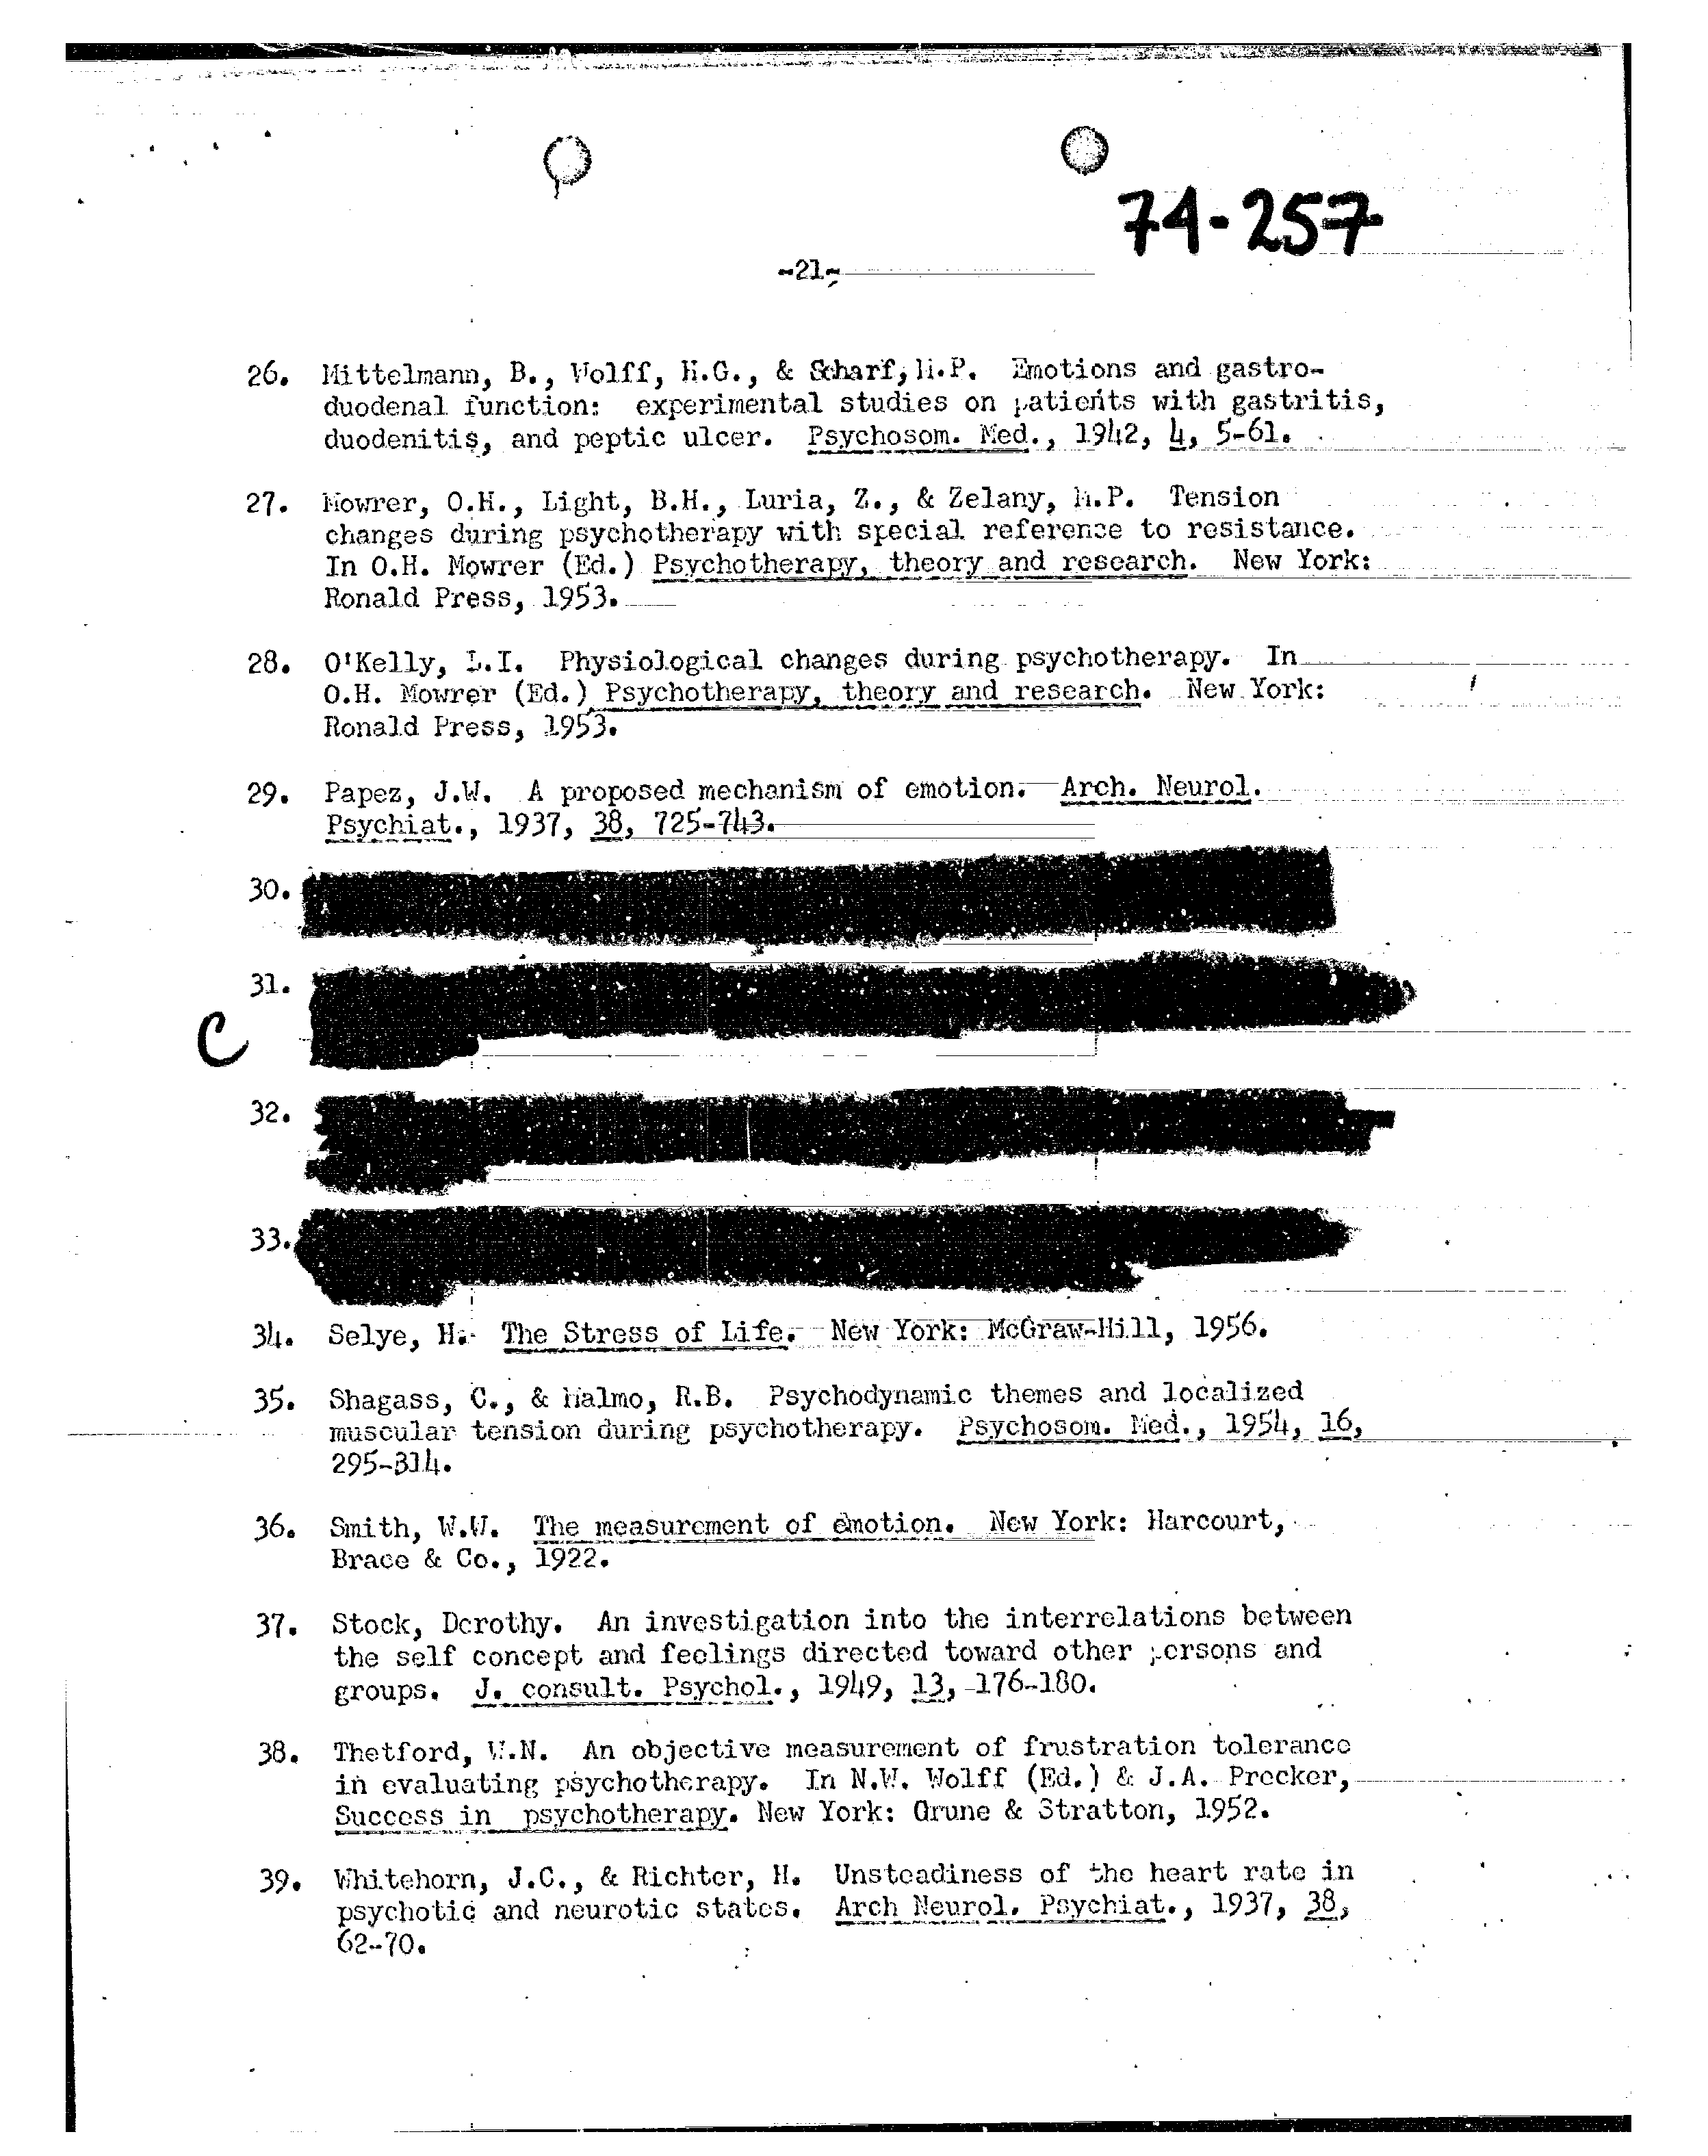 74-257
-21-
26. Mittelmann, B., Wolff, H.G., & Scharf, M.P. Emotions and gastro-
duodenal function: experimental studies on patients with gastritis,
duodenitis, and peptic ulcer. Psychosom. Med., 1942, 4, 5-61.
27. Mowrer, O.H., Light, B.H., Luria, Z., & Zelany, M.P. Tension
changes during psychotherapy with special reference to resistance.
In O.H. Mowrer (Ed.) Psychotherapy, theory and research. New York:
Ronald Press, 1953.
28. O'Kelly, L.I. Physiological changes during psychotherapy. In
O.H. Mowrer (Ed.) Psychotherapy, theory and research. New York:
Ronald Press, 1953.
29. Papez, J.W. A proposed mechanism of emotion. Arch. Neurol.
Psychiat., 1937, 38, 725-743.
30.
31.
C
32.
33.
34. Selye, H. The Stress of Life. New York: McGraw-Hill, 1956.
35. Shagass, C., & Malmo, R.B. Psychodynamic themes and localized
muscular tension during psychotherapy. Psychosom. Med., 1954, 16,
295-314.
36. Smith, W.W. The measurement of emotion. New York: Harcourt,
Brace & Co., 1922.
37. Stock, Dorothy. An investigation into the interrelations between
the self concept and feelings directed toward other persons and
groups. J. consult. Psychol., 1949, 13, 176-180.
38. Thetford, W.N. An objective measurement of frustration tolerance
in evaluating psychotherapy. In N.W. Wolff (Ed.) & J.A. Precker,
Success in psychotherapy. New York: Grune & Stratton, 1952.
39. Whitehorn, J.C., & Richter, H. Unsteadiness of the heart rate in
psychotic and neurotic states. Arch Neurol. Psychiat., 1937, 38,
62-70.